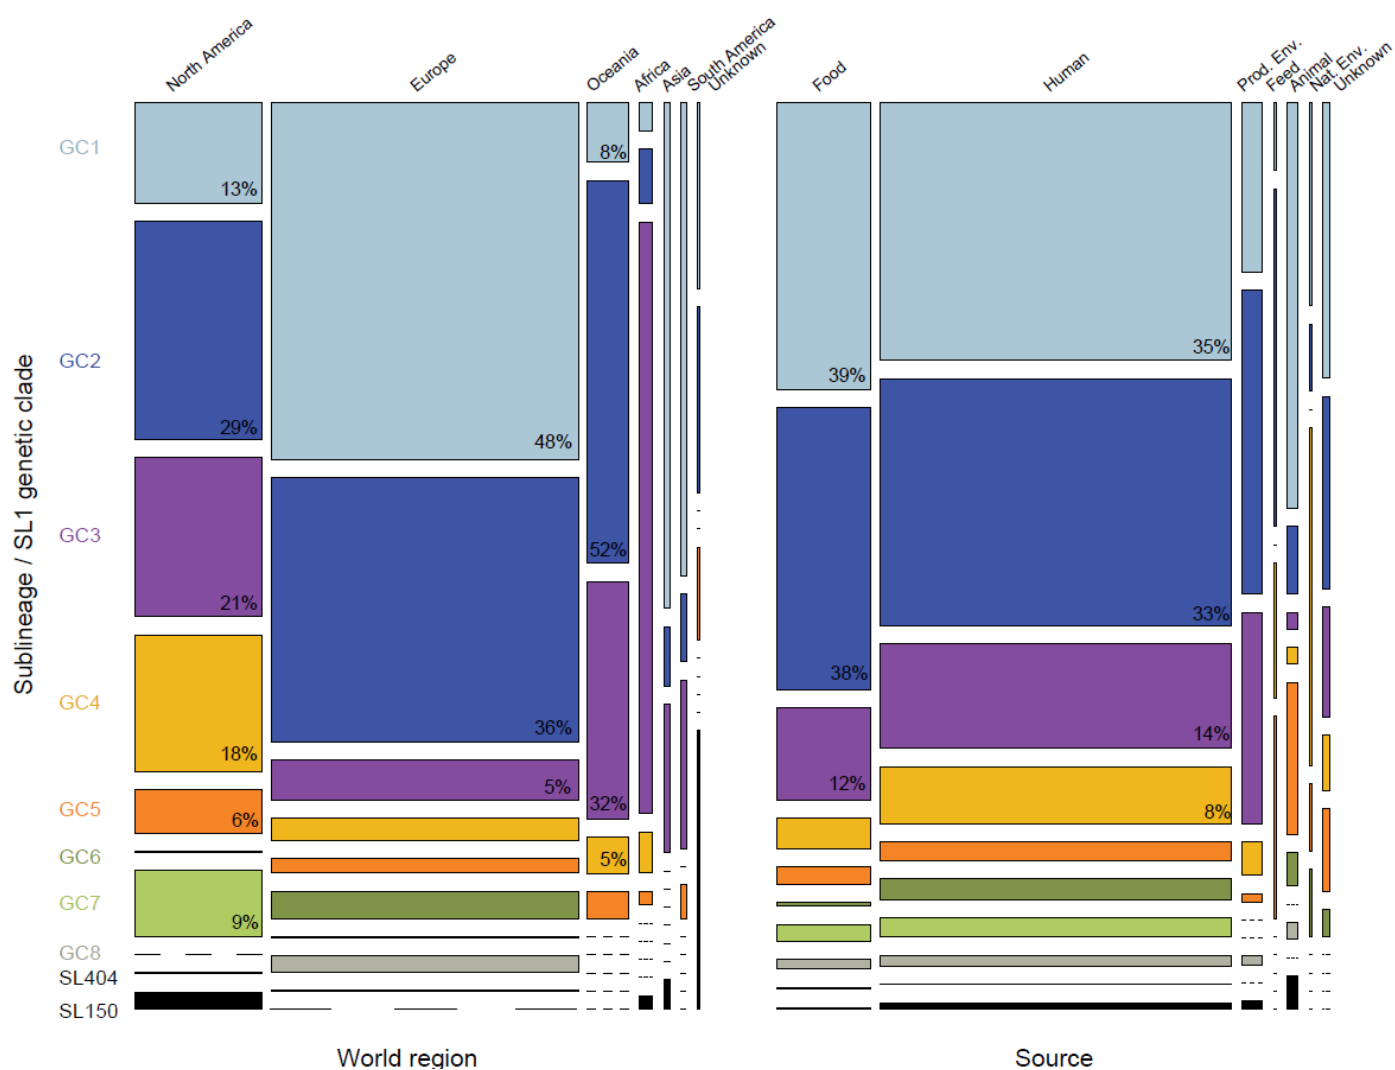 North America
Europe
Oceania
Africa
Asia
South America
Unknown
Food
Human
Prod. Env.
Feed
Animal
Nat. Env.
Unknown
Sublineage / SL1 genetic clade
GC1
GC2
GC3
GC4
GC5
GC6
GC7
GC8
SL404
SL150
13%
29%
21%
18%
6%
9%
48%
36%
5%
8%
52%
32%
5%
39%
38%
12%
35%
33%
14%
8%
World region
Source